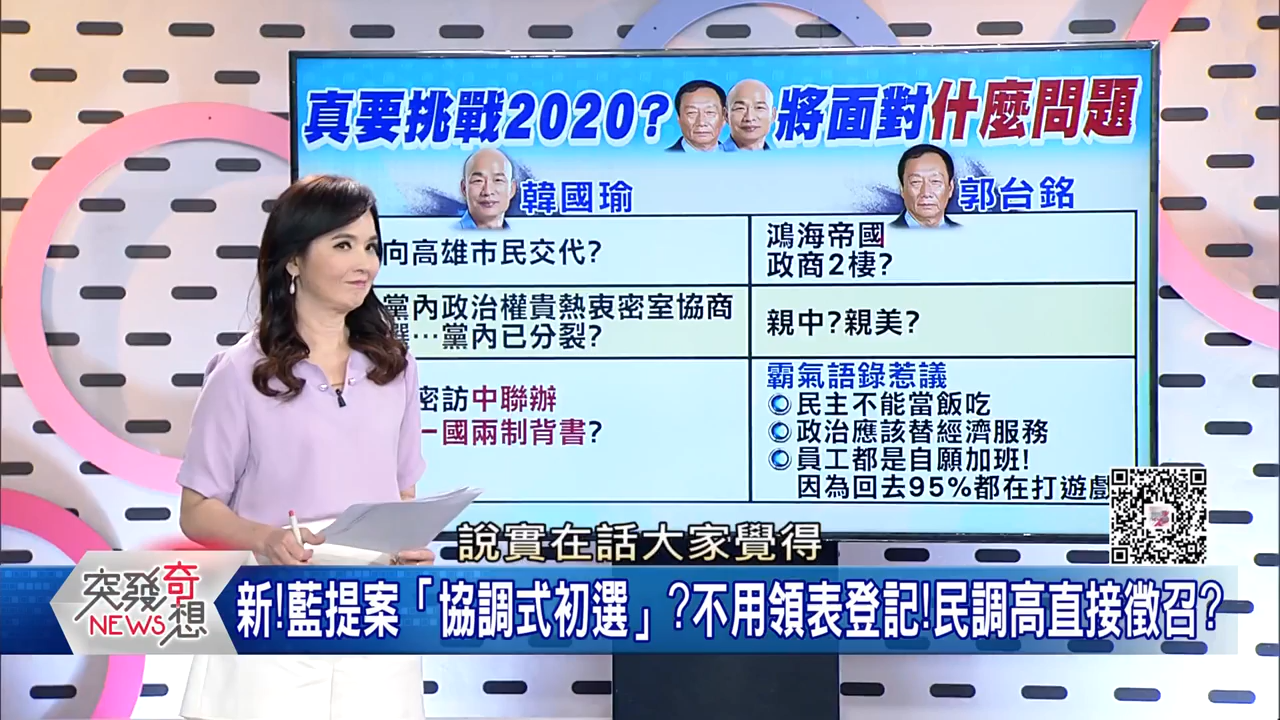 真要挑戰2020?
將面對什麼問題
韓國瑜
郭台銘
向高雄市民交代?
鴻海帝國
政商2棲?
黨內政治權貴熱衷密室協商
…黨內已分裂?
親中?親美?
密訪中聯辦
一國兩制背書?
霸氣語錄惹議
民主不能當飯吃
政治應該替經濟服務
員工都是自願加班!
因為回去95%都在打遊戲
說實在話大家覺得
突發奇想
NEWS
新!藍提案「協調式初選」?不用領表登記!民調高直接徵召?